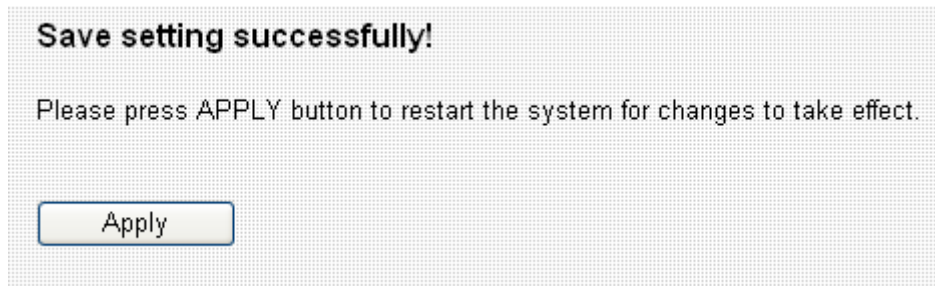 Save setting successfully!
Please press APPLY button to restart the system for changes to take effect.
Apply